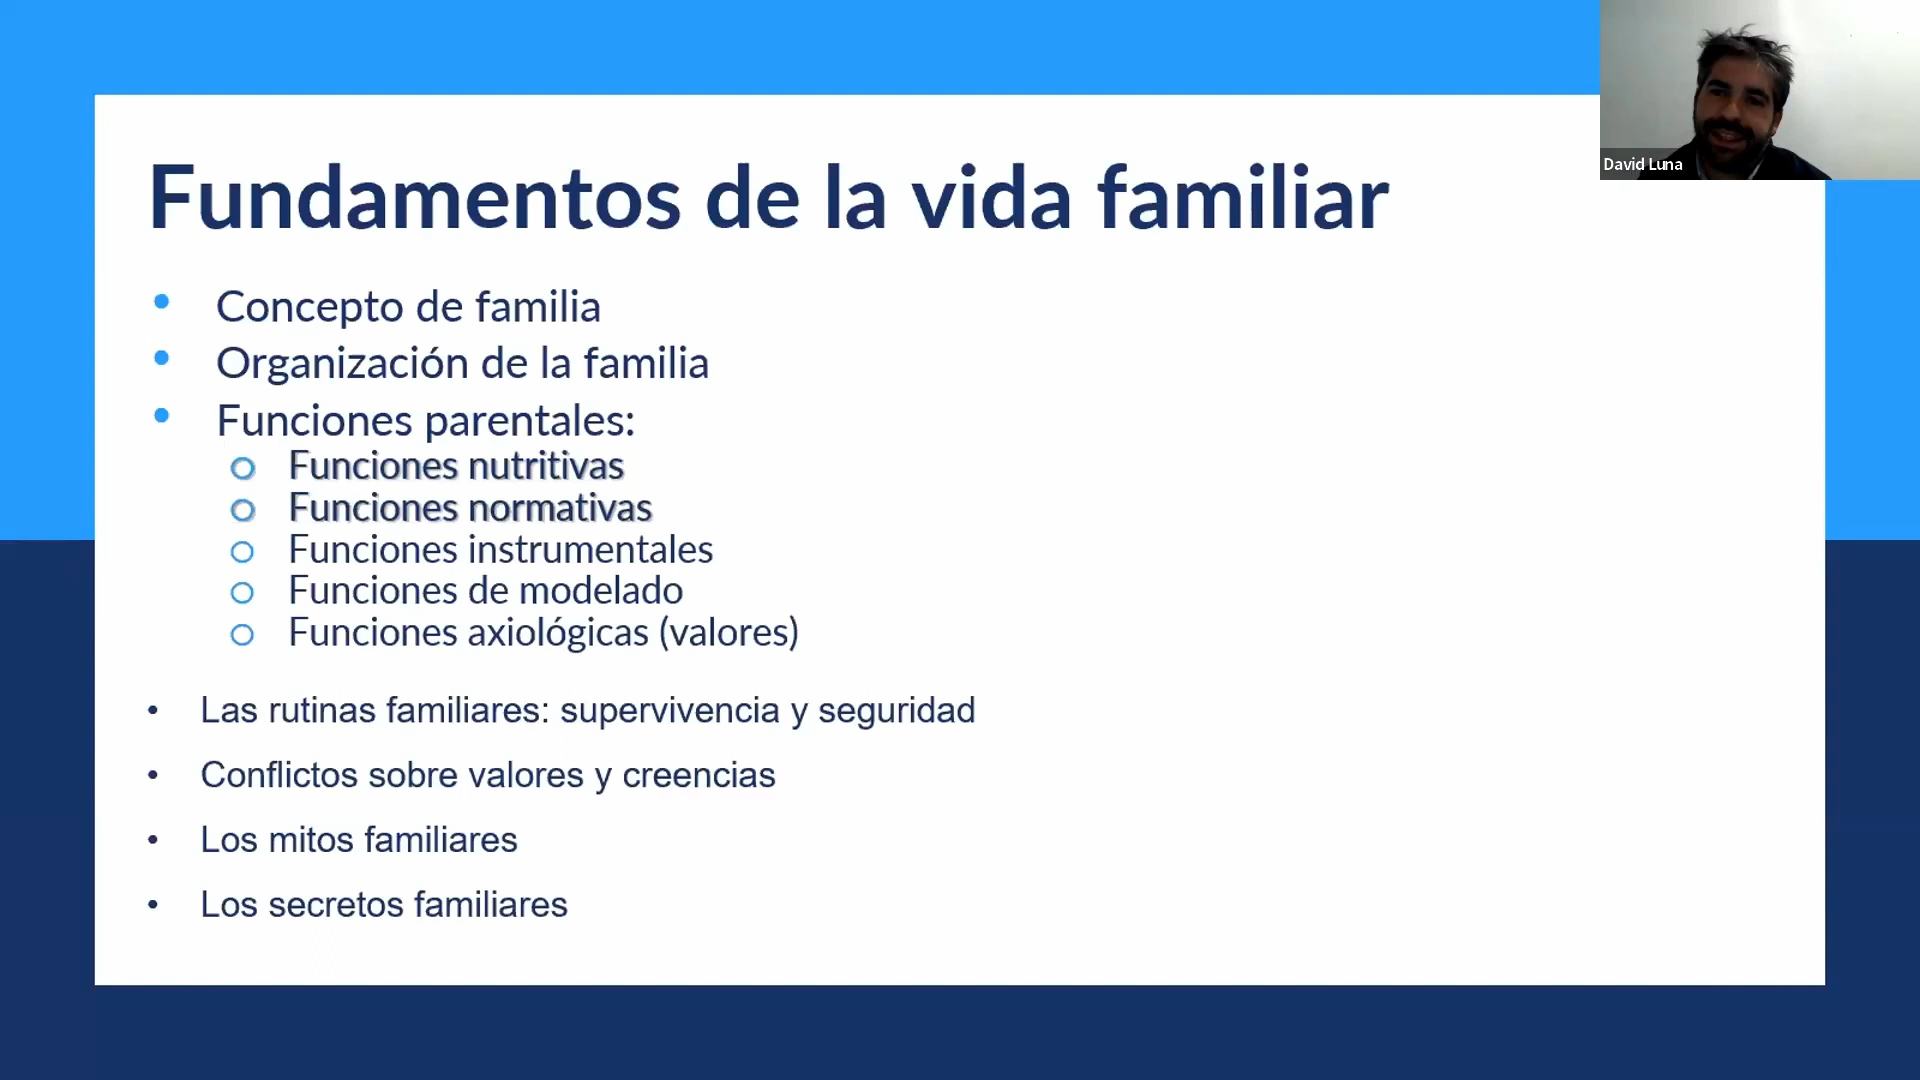 David Luna
Fundamentos de la vida familiar
• Concepto de familia
• Organización de la familia
• Funciones parentales:
o Funciones nutritivas
o Funciones normativas
o Funciones instrumentales
o Funciones de modelado
o Funciones axiológicas (valores)
• Las rutinas familiares: supervivencia y seguridad
• Conflictos sobre valores y creencias
• Los mitos familiares
• Los secretos familiares